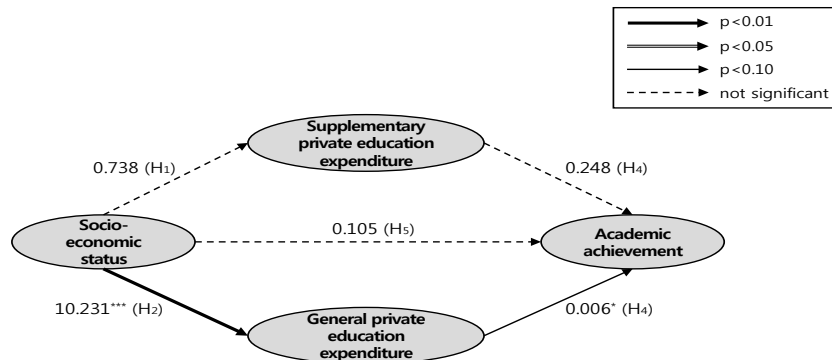 p<0.01
p<0.05
p<0.10
not significant
Supplementary
private education
expenditure
0.738 (H₁)
0.248 (H₄)
Socio-
economic
status
0.105 (H₅)
Academic
achievement
10.231*** (H₂)
General private
education
expenditure
0.006* (H₄)